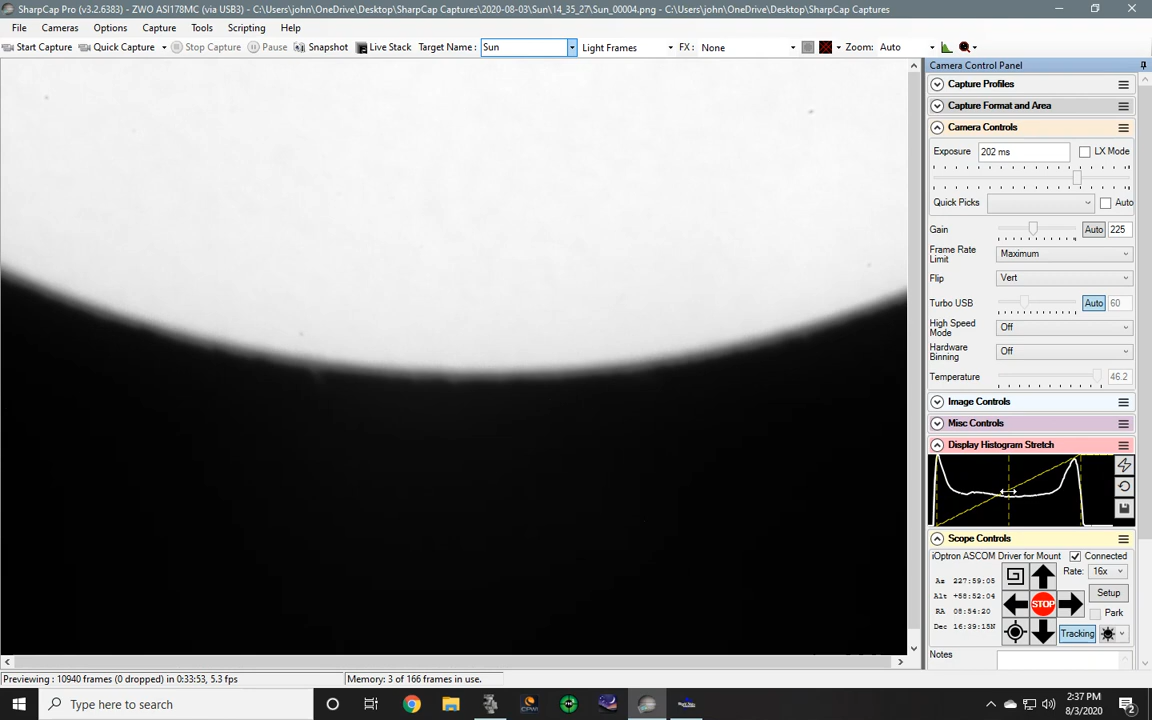 SharpCap Pro (v3.2.6383) - ZWO ASI178MC (via USB3) - C:\Users\john\OneDrive\Desktop\SharpCap Captures\2020-08-03\Sun\14_35_27\Sun_00004.png - C:\Users\john\OneDrive\Desktop\SharpCap Captures
File Cameras Options Capture Tools Scripting Help
Start Capture Quick Capture Stop Capture Pause Snapshot Live Stack Target Name: Sun Light Frames FX: None Zoom: Auto
Camera Control Panel
Capture Profiles
Capture Format and Area
Camera Controls
Exposure 202 ms LX Mode
Quick Picks Auto
Gain Auto 225
Frame Rate Limit Maximum
Flip Vert
Turbo USB Auto 60
High Speed Mode Off
Hardware Binning Off
Temperature 46.2
Image Controls
Misc Controls
Display Histogram Stretch
Scope Controls
iOptron ASCOM Driver for Mount Connected
Rate: 16x
Az 227:59:05
Alt +58:52:04
RA 08:54:20
Dec 16:39:15N
STOP
Setup
Park
Tracking
Notes
Previewing : 10940 frames (0 dropped) in 0:33:53, 5.3 fps Memory: 3 of 166 frames in use.
Type here to search
2:37 PM
8/3/2020
2